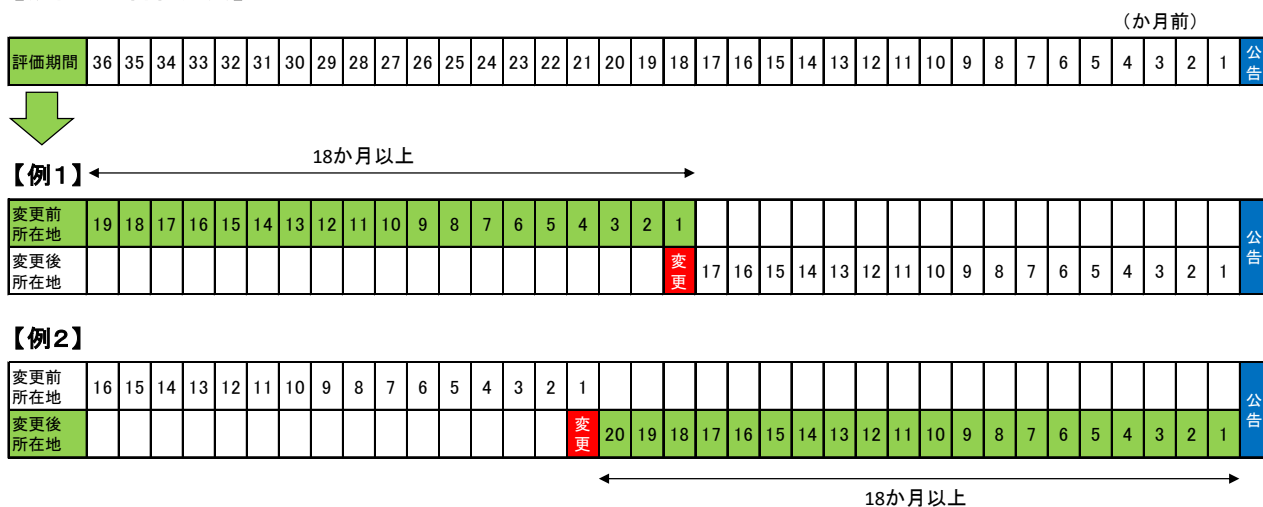 （か月前）
評価期間 36 35 34 33 32 31 30 29 28 27 26 25 24 23 22 21 20 19 18 17 16 15 14 13 12 11 10 9 8 7 6 5 4 3 2 1 公告
18か月以上
【例１】
変更前所在地 19 18 17 16 15 14 13 12 11 10 9 8 7 6 5 4 3 2 1
変更後所在地 変更 17 16 15 14 13 12 11 10 9 8 7 6 5 4 3 2 1 公告
【例２】
変更前所在地 16 15 14 13 12 11 10 9 8 7 6 5 4 3 2 1
変更後所在地 変更 20 19 18 17 16 15 14 13 12 11 10 9 8 7 6 5 4 3 2 1 公告
18か月以上